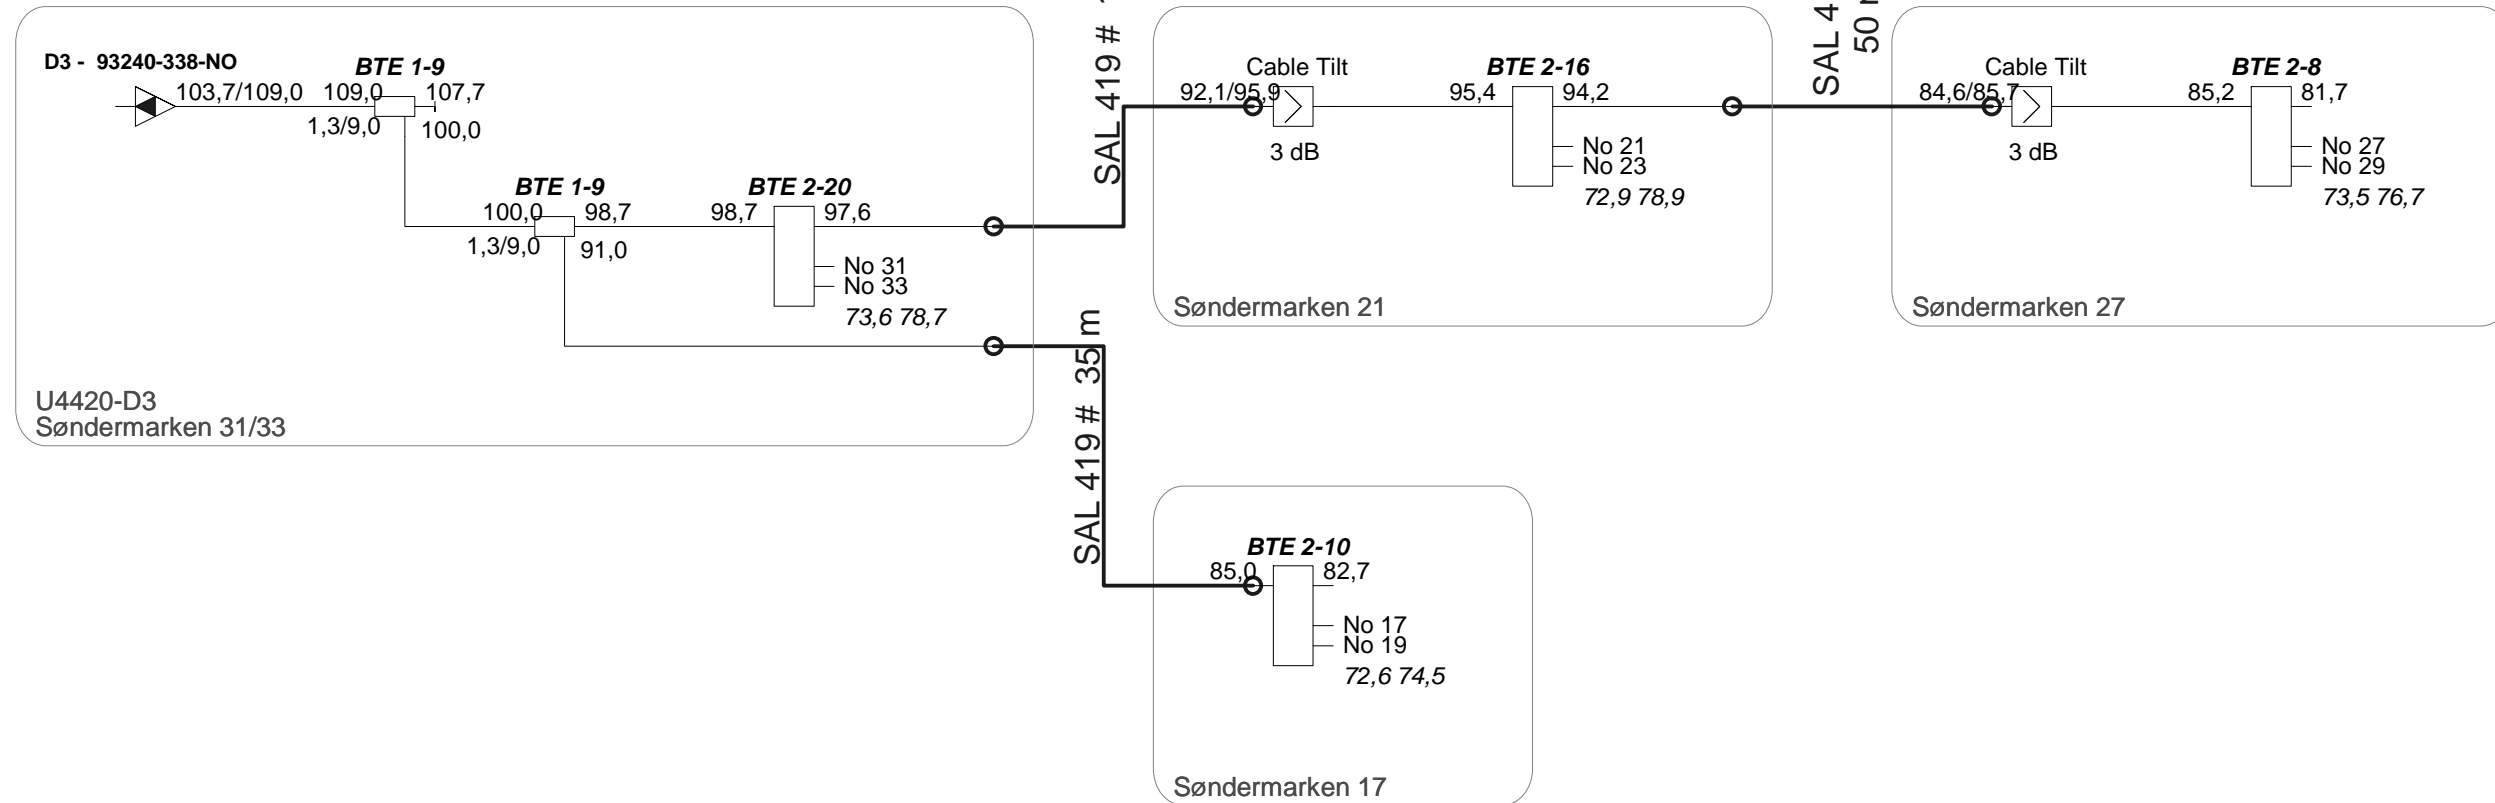 D3 - 93240-338-NO
103,7/109,0
BTE 1-9
109,0
107,7
1,3/9,0
100,0
BTE 1-9
100,0
98,7
1,3/9,0
91,0
BTE 2-20
98,7
97,6
No 31
No 33
73,6 78,7
U4420-D3
Søndermarken 31/33
SAL 419 #
SAL 419 # 35 m
Cable Tilt
92,1/95,9
3 dB
BTE 2-16
95,4
94,2
No 21
No 23
72,9 78,9
Søndermarken 21
SAL 4
50
Cable Tilt
84,6/85,7
3 dB
BTE 2-8
85,2
81,7
No 27
No 29
73,5 76,7
Søndermarken 27
BTE 2-10
85,0
82,7
No 17
No 19
72,6 74,5
Søndermarken 17